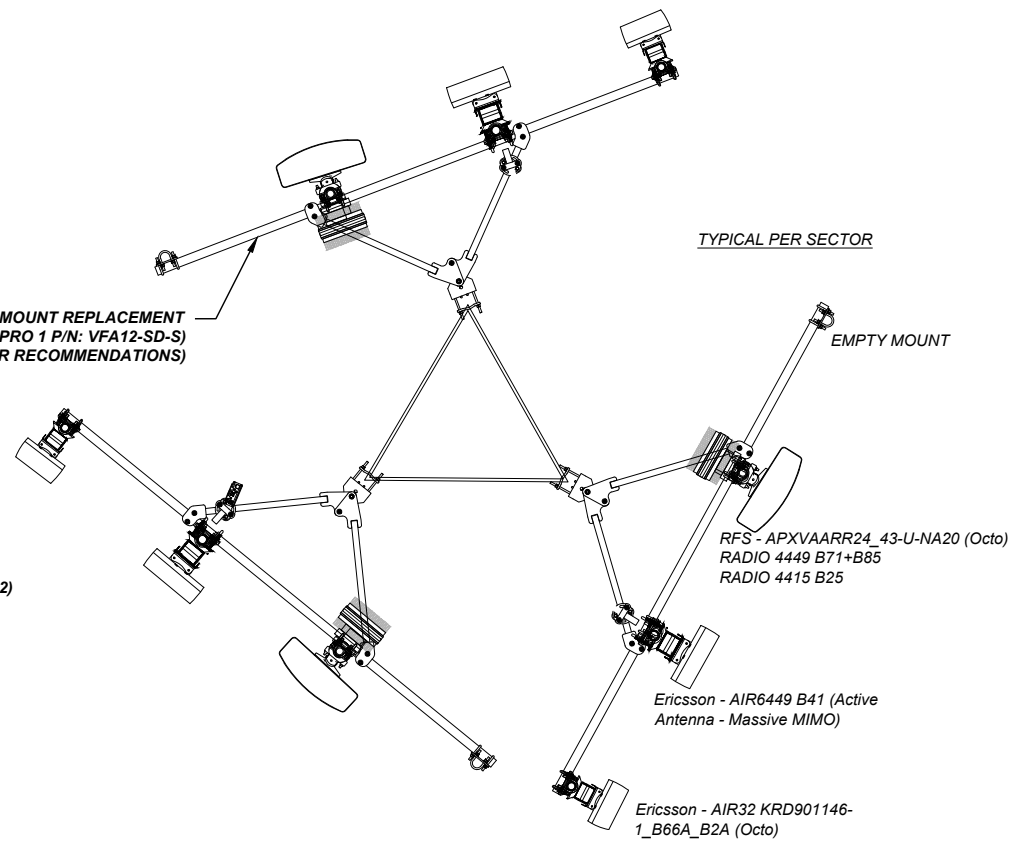 TYPICAL PER SECTOR
MOUNT REPLACEMENT
PRO 1 P/N: VFA12-SD-S)
R RECOMMENDATIONS)
EMPTY MOUNT
RFS - APXVAARR24_43-U-NA20 (Octo)
RADIO 4449 B71+B85
RADIO 4415 B25
2)
Ericsson - AIR6449 B41 (Active
Antenna - Massive MIMO)
Ericsson - AIR32 KRD901146-
1_B66A_B2A (Octo)